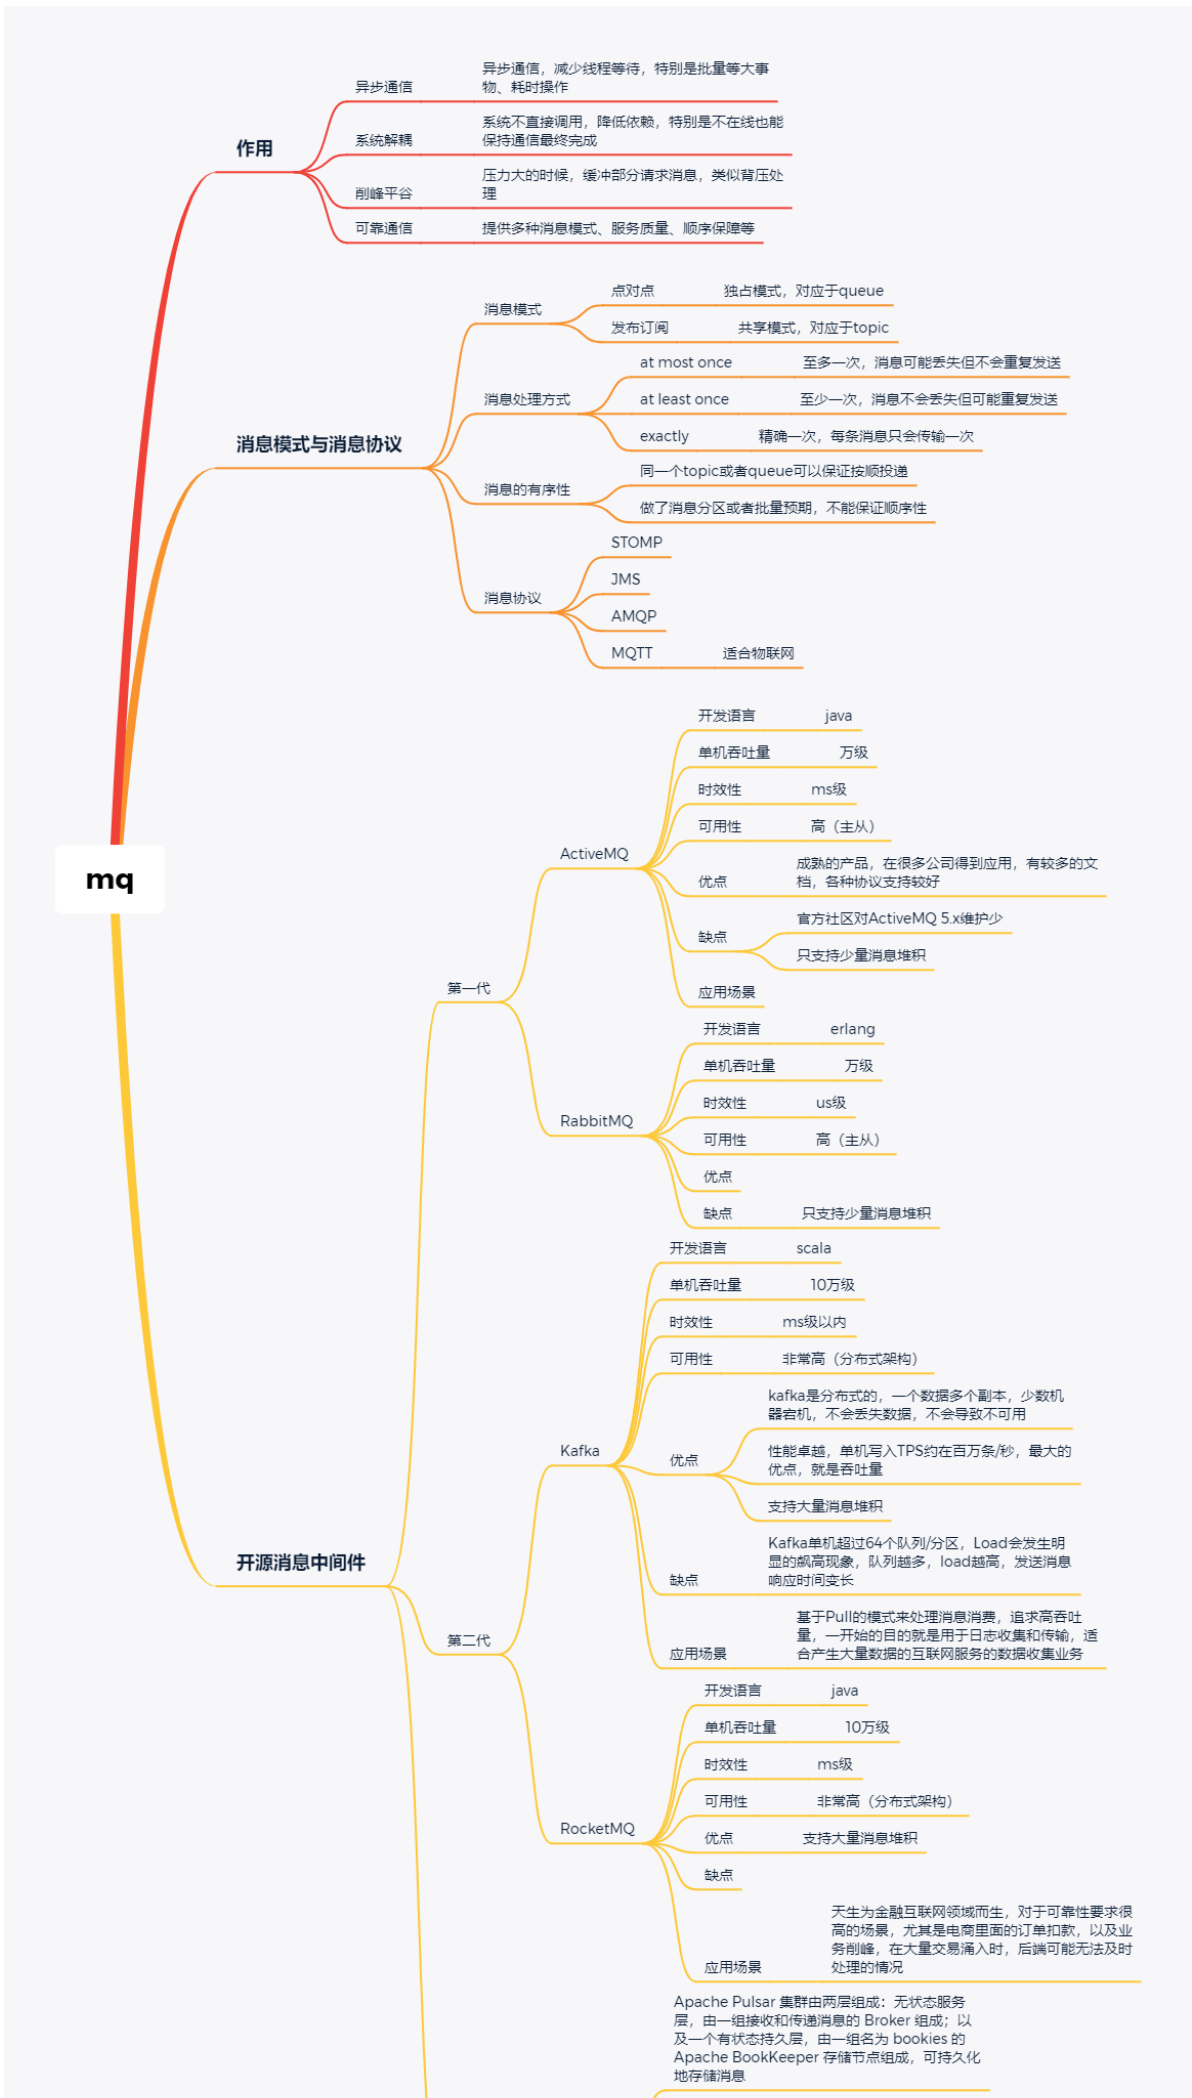 mq
作用
异步通信
异步通信，减少线程等待，特别是批量等大事
物、耗时操作
系统解耦
系统不直接调用，降低依赖，特别是不在线也能
保持通信最终完成
削峰平谷
压力大的时候，缓冲部分请求消息，类似背压处
理
可靠通信
提供多种消息模式、服务质量、顺序保障等
消息模式与消息协议
消息模式
点对点
独占模式，对应于queue
发布订阅
共享模式，对应于topic
消息处理方式
at most once
至多一次，消息可能丢失但不会重复发送
at least once
至少一次，消息不会丢失但可能重复发送
exactly
精确一次，每条消息只会传输一次
消息的有序性
同一个topic或者queue可以保证按顺投递
做了消息分区或者批量预期，不能保证顺序性
消息协议
STOMP
JMS
AMQP
MQTT
适合物联网
开源消息中间件
第一代
ActiveMQ
开发语言
java
单机吞吐量
万级
时效性
ms级
可用性
高（主从）
优点
成熟的产品，在很多公司得到应用，有较多的文
档，各种协议支持较好
缺点
官方社区对ActiveMQ 5.x维护少
只支持少量消息堆积
应用场景
RabbitMQ
开发语言
erlang
单机吞吐量
万级
时效性
us级
可用性
高（主从）
优点
缺点
只支持少量消息堆积
第二代
Kafka
开发语言
scala
单机吞吐量
10万级
时效性
ms级以内
可用性
非常高（分布式架构）
优点
kafka是分布式的，一个数据多个副本，少数机
器宕机，不会丢失数据，不会导致不可用
性能卓越，单机写入TPS约在百万条/秒，最大的
优点，就是吞吐量
支持大量消息堆积
缺点
Kafka单机超过64个队列/分区，Load会发生明
显的飙高现象，队列越多，load越高，发送消息
响应时间变长
应用场景
基于Pull的模式来处理消息消费，追求高吞吐
量，一开始的目的就是用于日志收集和传输，适
合产生大量数据的互联网服务的数据收集业务
RocketMQ
开发语言
java
单机吞吐量
10万级
时效性
ms级
可用性
非常高（分布式架构）
优点
支持大量消息堆积
缺点
应用场景
天生为金融互联网领域而生，对于可靠性要求很
高的场景，尤其是电商里面的订单扣款，以及业
务削峰，在大量交易涌入时，后端可能无法及时
处理的情况
Apache Pulsar 集群由两层组成：无状态服务
层，由一组接收和传递消息的 Broker 组成；以
及一个有状态持久层，由一组名为 bookies 的
Apache BookKeeper 存储节点组成，可持久化
地存储消息